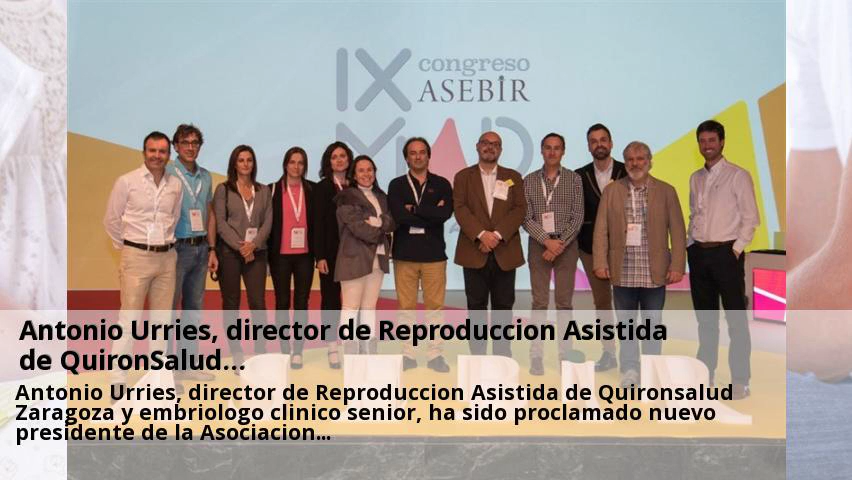 IX congreso
ASEBIR
MAD
Antonio Urries, director de Reproduccion Asistida
de QuironSalud...
Antonio Urries, director de Reproduccion Asistida de Quironsalud
Zaragoza y embriologo clinico senior, ha sido proclamado nuevo
presidente de la Asociacion...